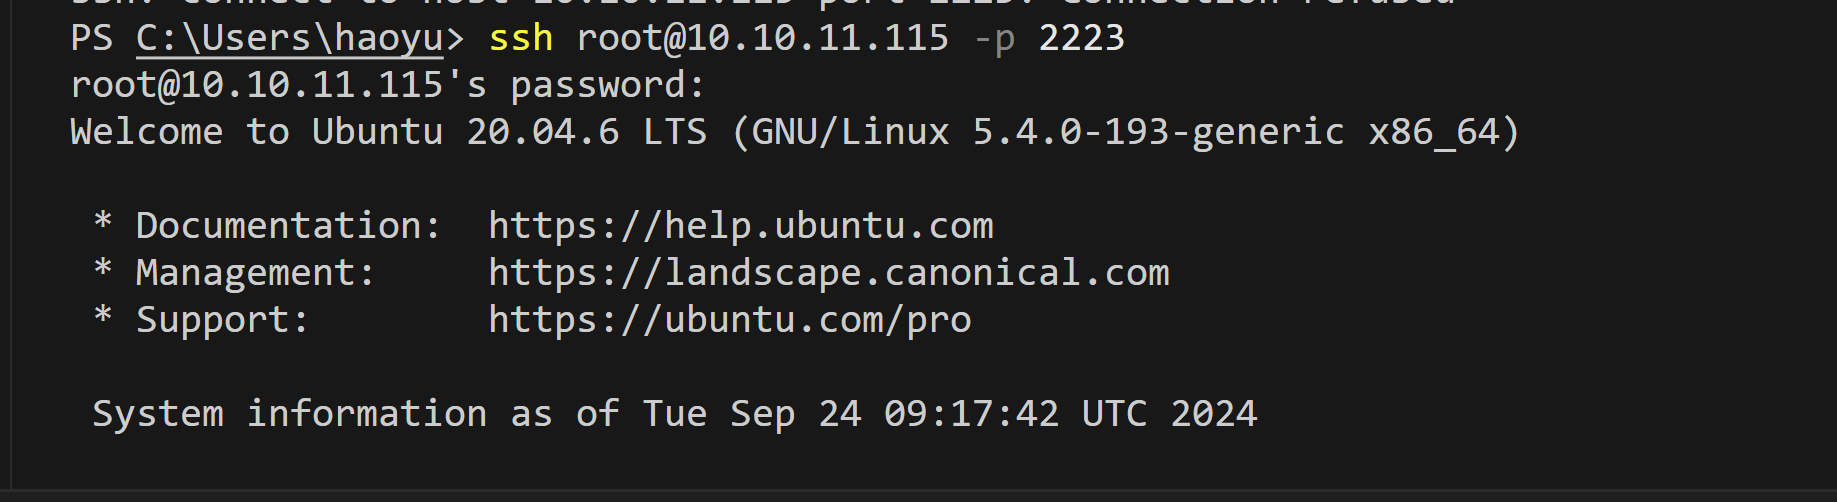 PS C:\Users\haoyu> ssh root@10.10.11.115 -p 2223
root@10.10.11.115's password:
Welcome to Ubuntu 20.04.6 LTS (GNU/Linux 5.4.0-193-generic x86_64)
* Documentation:  https://help.ubuntu.com
* Management:     https://landscape.canonical.com
* Support:        https://ubuntu.com/pro
System information as of Tue Sep 24 09:17:42 UTC 2024